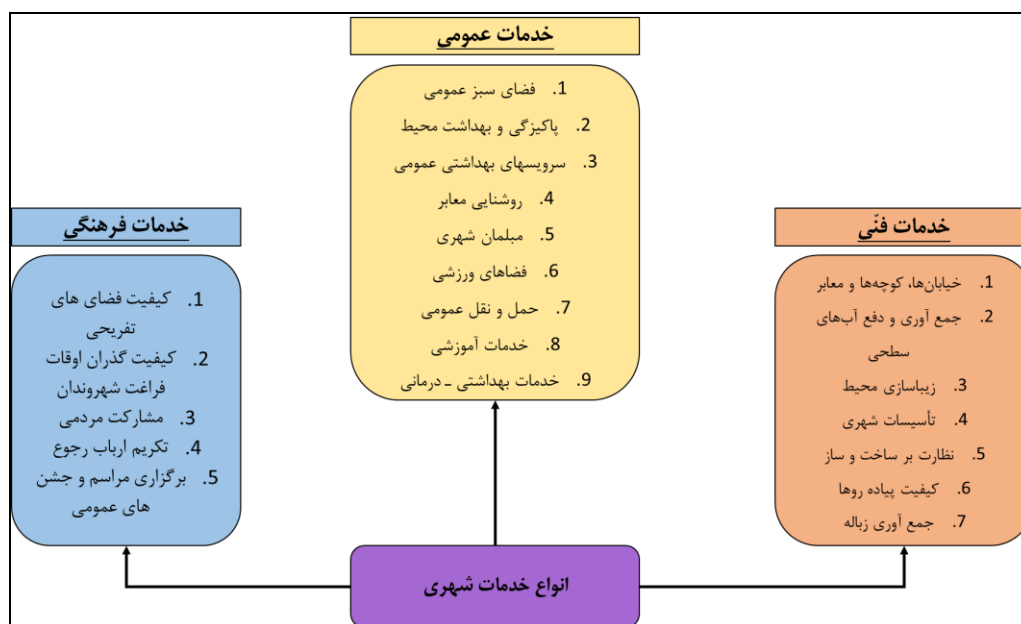 خدمات عمومی
1. فضای سبز عمومی
2. پاکیزگی و بهداشت محیط
3. سرویسهای بهداشتی عمومی
4. روشنایی معابر
5. مبلمان شهری
6. فضاهای ورزشی
7. حمل و نقل عمومی
8. خدمات آموزشی
9. خدمات بهداشتی ـ درمانی
خدمات فنّی
1. خیابان‌ها، کوچه‌ها و معابر
2. جمع آوری و دفع آب‌های
سطحی
3. زیباسازی محیط
4. تأسیسات شهری
5. نظارت بر ساخت و ساز
6. کیفیت پیاده روها
7. جمع آوری زباله
خدمات فرهنگی
1. کیفیت فضای های
تفریحی
2. کیفیت گذران اوقات
فراغت شهروندان
3. مشارکت مردمی
4. تکریم ارباب رجوع
5. برگزاری مراسم و جشن
های عمومی
انواع خدمات شهری